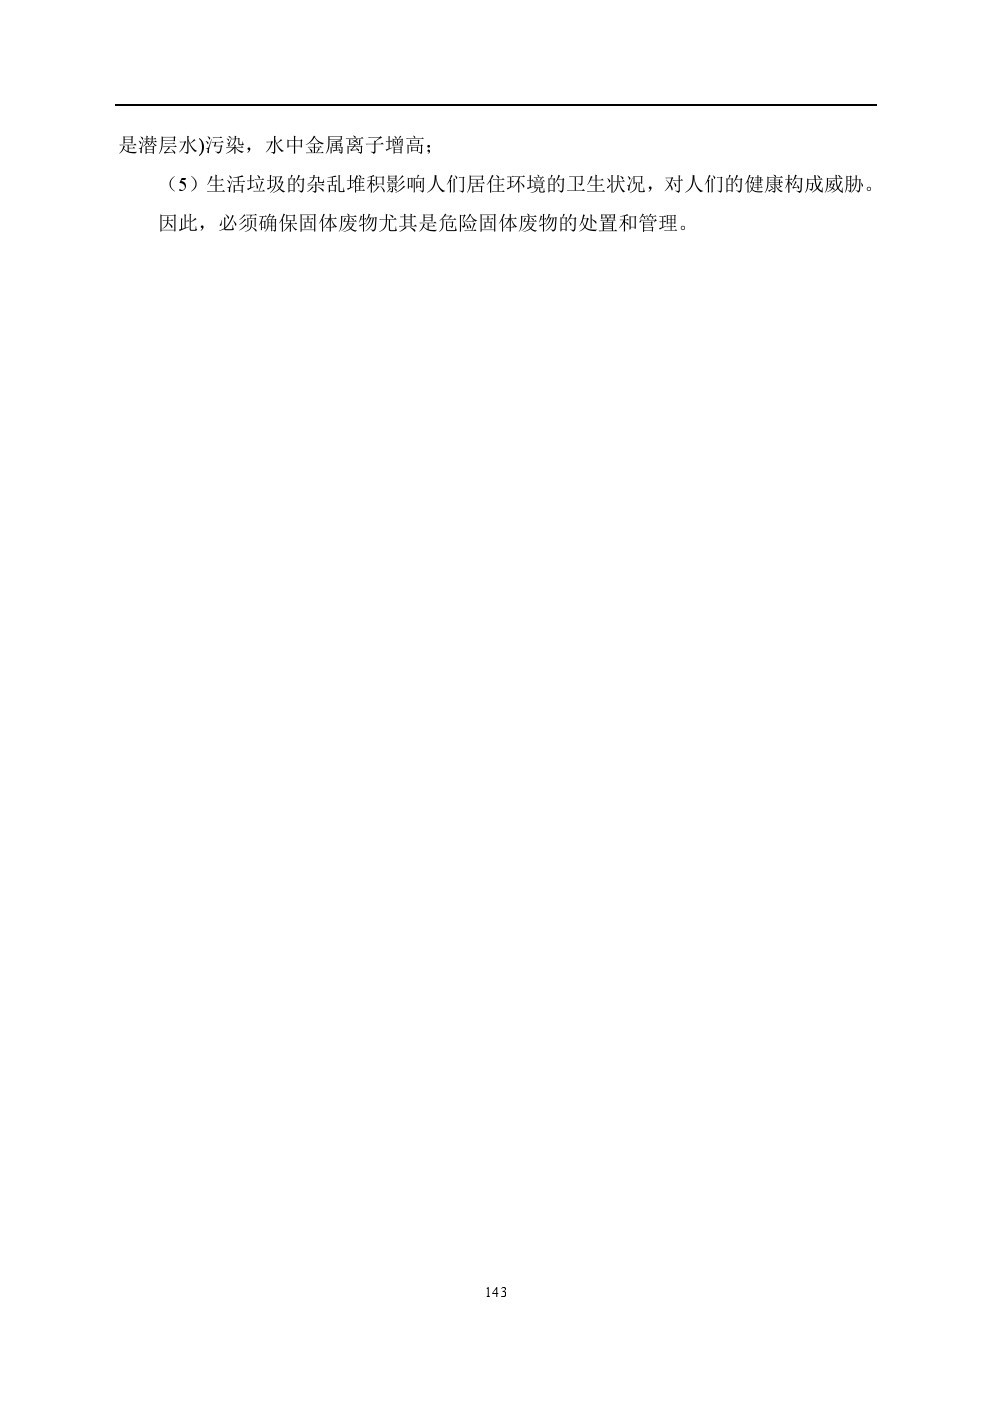 是潜层水)污染，水中金属离子增高；
（5）生活垃圾的杂乱堆积影响人们居住环境的卫生状况，对人们的健康构成威胁。
因此，必须确保固体废物尤其是危险固体废物的处置和管理。
143